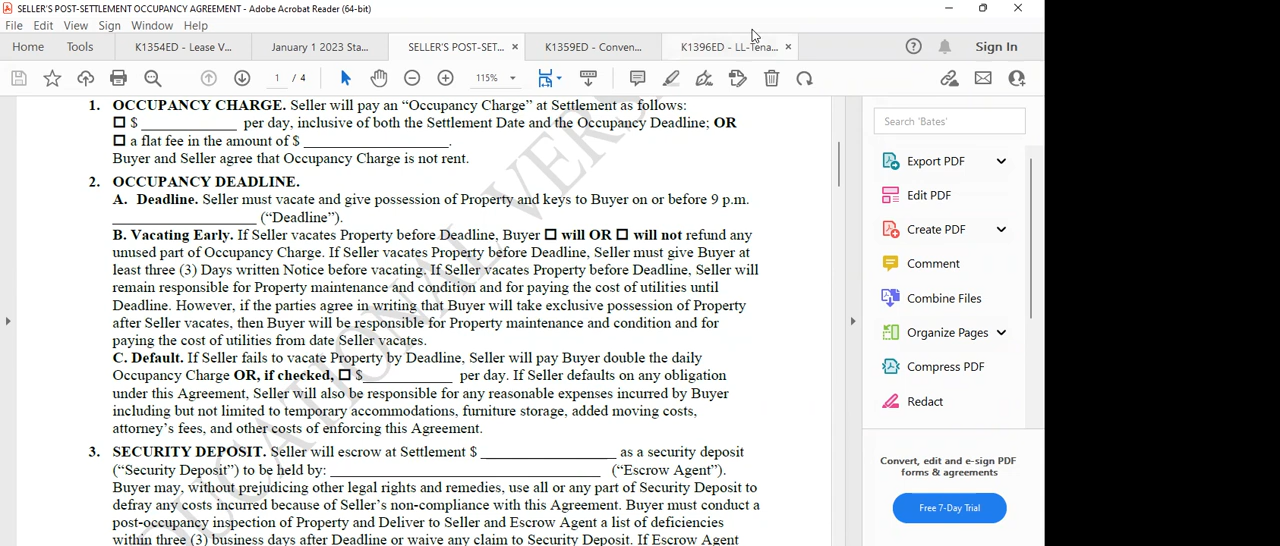 SELLER'S POST-SETTLEMENT OCCUPANCY AGREEMENT - Adobe Acrobat Reader (64-bit)
File Edit View Sign Window Help
Home Tools K1354ED - Lease V... January 1 2023 Sta... SELLER'S POST-SET... × K1359ED - Conven... K1396ED - LL-Tena... ×
Sign In
1 / 4 115%
1. OCCUPANCY CHARGE. Seller will pay an “Occupancy Charge” at Settlement as follows:
☐ $ ______________ per day, inclusive of both the Settlement Date and the Occupancy Deadline; OR
☐ a flat fee in the amount of $ _____________________.
Buyer and Seller agree that Occupancy Charge is not rent.
2. OCCUPANCY DEADLINE.
A. Deadline. Seller must vacate and give possession of Property and keys to Buyer on or before 9 p.m.
_____________________ (“Deadline”).
B. Vacating Early. If Seller vacates Property before Deadline, Buyer ☐ will OR ☐ will not refund any
unused part of Occupancy Charge. If Seller vacates Property before Deadline, Seller must give Buyer at
least three (3) Days written Notice before vacating. If Seller vacates Property before Deadline, Seller will
remain responsible for Property maintenance and condition and for paying the cost of utilities until
Deadline. However, if the parties agree in writing that Buyer will take exclusive possession of Property
after Seller vacates, then Buyer will be responsible for Property maintenance and condition and for
paying the cost of utilities from date Seller vacates.
C. Default. If Seller fails to vacate Property by Deadline, Seller will pay Buyer double the daily
Occupancy Charge OR, if checked, ☐ $_____________ per day. If Seller defaults on any obligation
under this Agreement, Seller will also be responsible for any reasonable expenses incurred by Buyer
including but not limited to temporary accommodations, furniture storage, added moving costs,
attorney’s fees, and other costs of enforcing this Agreement.
3. SECURITY DEPOSIT. Seller will escrow at Settlement $ ____________________ as a security deposit
(“Security Deposit”) to be held by: _______________________________________ (“Escrow Agent”).
Buyer may, without prejudicing other legal rights and remedies, use all or any part of Security Deposit to
defray any costs incurred because of Seller’s non-compliance with this Agreement. Buyer must conduct a
post-occupancy inspection of Property and Deliver to Seller and Escrow Agent a list of deficiencies
within three (3) business days after Deadline or waive any claim to Security Deposit. If Escrow Agent
Search 'Bates'
Export PDF
Edit PDF
Create PDF
Comment
Combine Files
Organize Pages
Compress PDF
Redact
Convert, edit and e-sign PDF
forms & agreements
Free 7-Day Trial